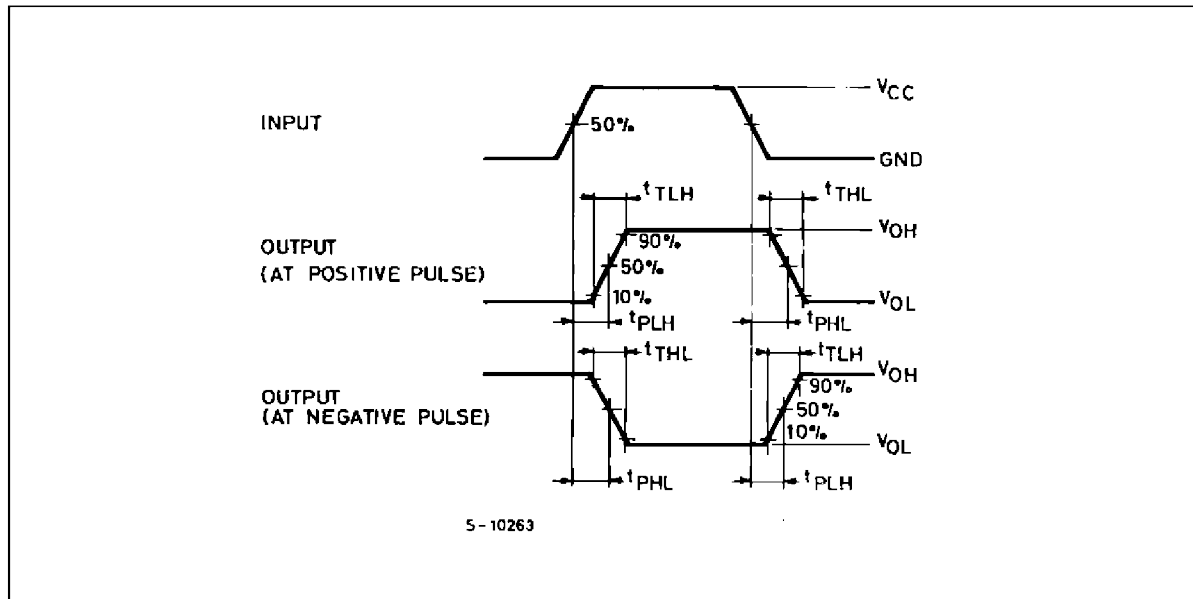 VCC
INPUT
50%
GND
tTLH
tTHL
VOH
OUTPUT
(AT POSITIVE PULSE)
90%
50%
10%
VOL
tPLH
tPHL
tTHL
tTLH
VOH
OUTPUT
(AT NEGATIVE PULSE)
90%
50%
10%
VOL
tPHL
tPLH
S-10263